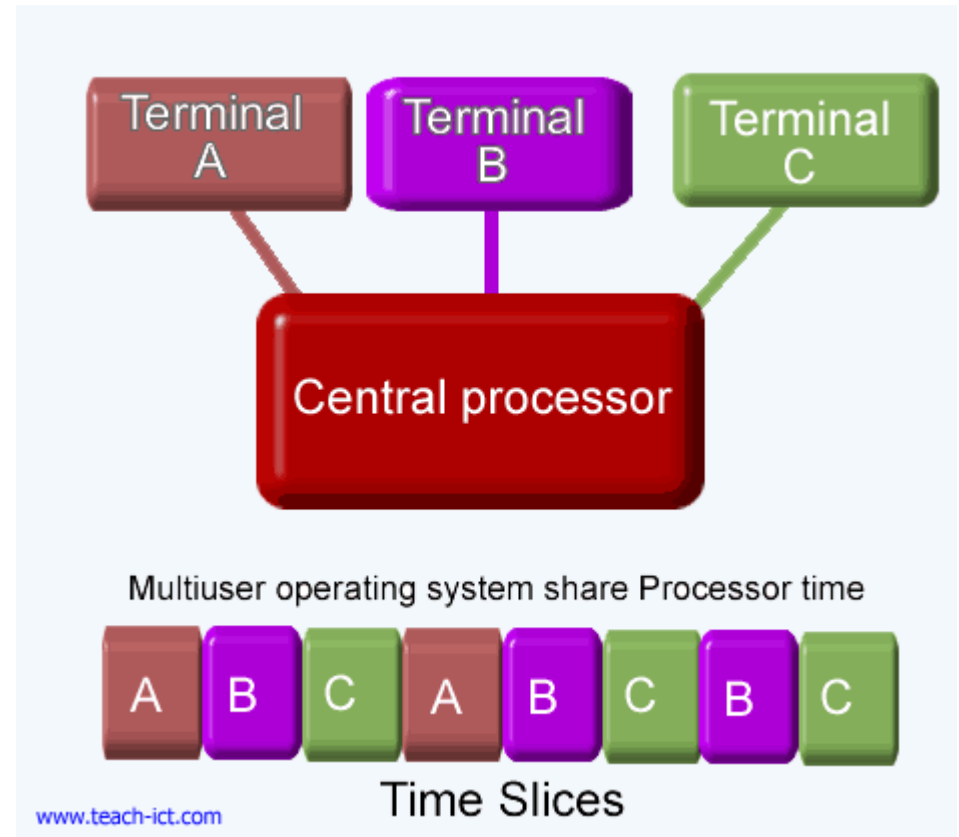 Terminal
A
Terminal
B
Terminal
C
Central processor
Multiuser operating system share Processor time
A B C A B C B C
Time Slices
www.teach-ict.com